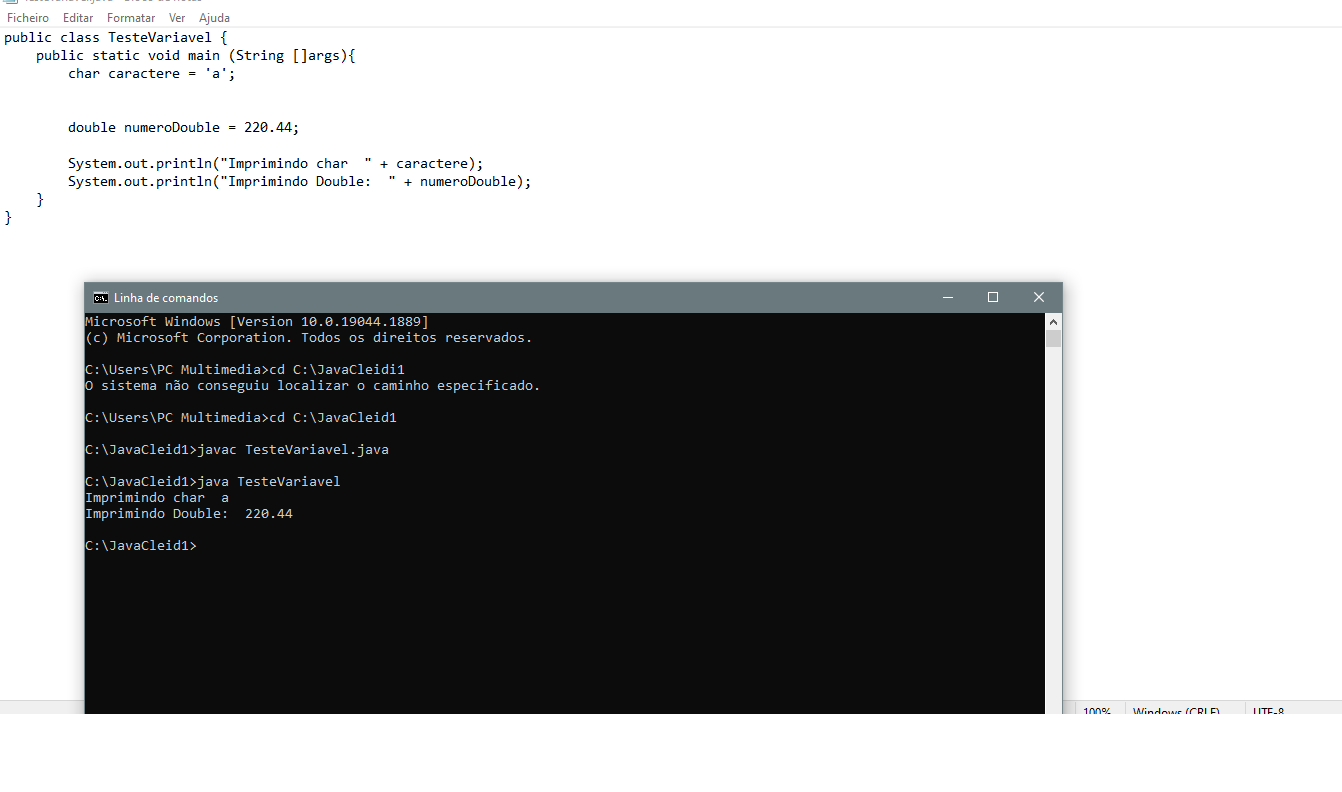 Ficheiro Editar Formatar Ver Ajuda
public class TesteVariavel {
    public static void main (String []args){
        char caractere = 'a';
        double numeroDouble = 220.44;
        System.out.println("Imprimindo char  " + caractere);
        System.out.println("Imprimindo Double:  " + numeroDouble);
    }
}
Linha de comandos
Microsoft Windows [Version 10.0.19044.1889]
(c) Microsoft Corporation. Todos os direitos reservados.
C:\Users\PC Multimedia>cd C:\JavaCleidi1
O sistema não conseguiu localizar o caminho especificado.
C:\Users\PC Multimedia>cd C:\JavaCleid1
C:\JavaCleid1>javac TesteVariavel.java
C:\JavaCleid1>java TesteVariavel
Imprimindo char  a
Imprimindo Double:  220.44
C:\JavaCleid1>
100% Windows (CRLF) UTF-8